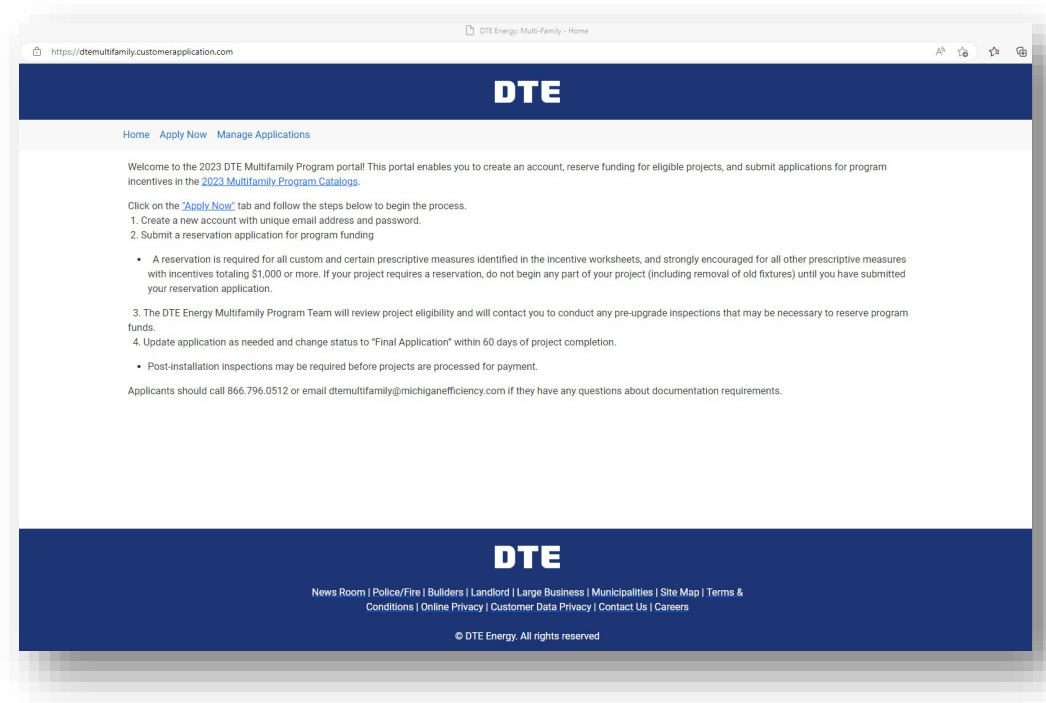 DTE Energy: Multi-Family - Home
https://dtemultifamily.customerapplication.com
DTE
Home Apply Now Manage Applications
Welcome to the 2023 DTE Multifamily Program portal! This portal enables you to create an account, reserve funding for eligible projects, and submit applications for program
incentives in the 2023 Multifamily Program Catalogs.
Click on the "Apply Now" tab and follow the steps below to begin the process.
1. Create a new account with unique email address and password.
2. Submit a reservation application for program funding
• A reservation is required for all custom and certain prescriptive measures identified in the incentive worksheets, and strongly encouraged for all other prescriptive measures
with incentives totaling $1,000 or more. If your project requires a reservation, do not begin any part of your project (including removal of old fixtures) until you have submitted
your reservation application.
3. The DTE Energy Multifamily Program Team will review project eligibility and will contact you to conduct any pre-upgrade inspections that may be necessary to reserve program
funds.
4. Update application as needed and change status to “Final Application” within 60 days of project completion.
• Post-installation inspections may be required before projects are processed for payment.
Applicants should call 866.796.0512 or email dtemultifamily@michiganefficiency.com if they have any questions about documentation requirements.
DTE
News Room | Police/Fire | Buliders | Landlord | Large Business | Municipalities | Site Map | Terms &
Conditions | Online Privacy | Customer Data Privacy | Contact Us | Careers
© DTE Energy. All rights reserved